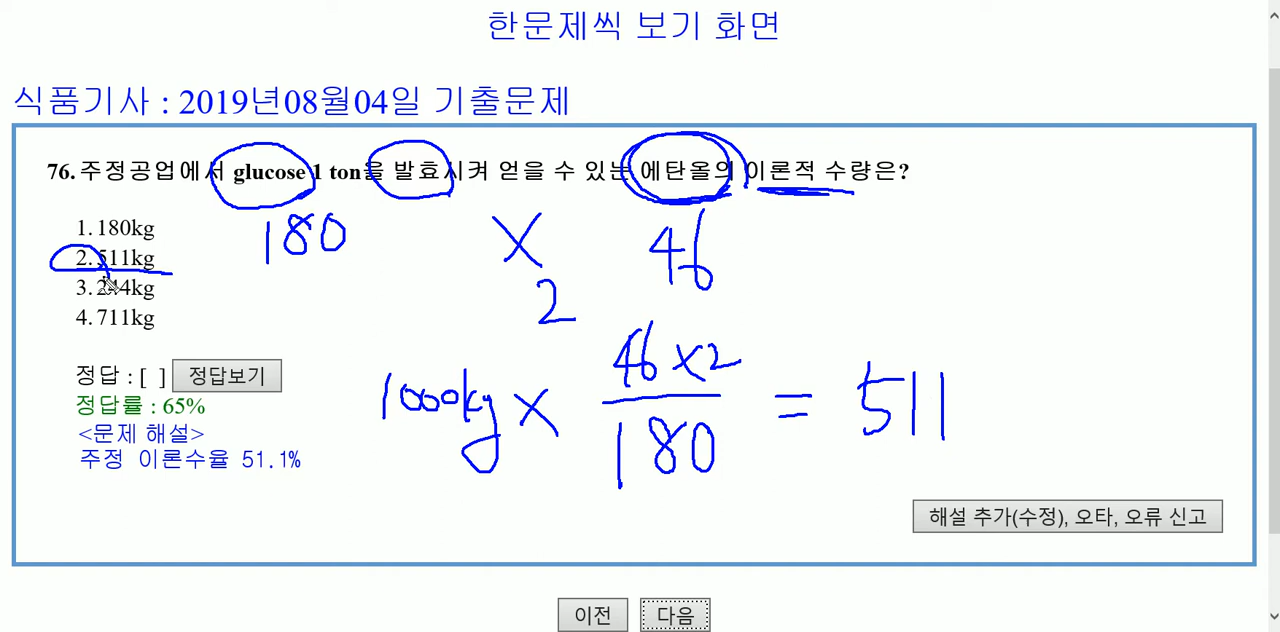 한문제씩 보기 화면
식품기사 : 2019년08월04일 기출문제
76. 주정공업에서 glucose 1 ton을 발효시켜 얻을 수 있는 에탄올의 이론적 수량은?
1. 180kg
2. 511kg
3. 244kg
4. 711kg
180 X 2 46
1000kg x 46 x 2 / 180 = 511
정답 : [ ] 정답보기
정답률 : 65%
<문제 해설>
주정 이론수율 51.1%
해설 추가(수정), 오타, 오류 신고
이전 다음